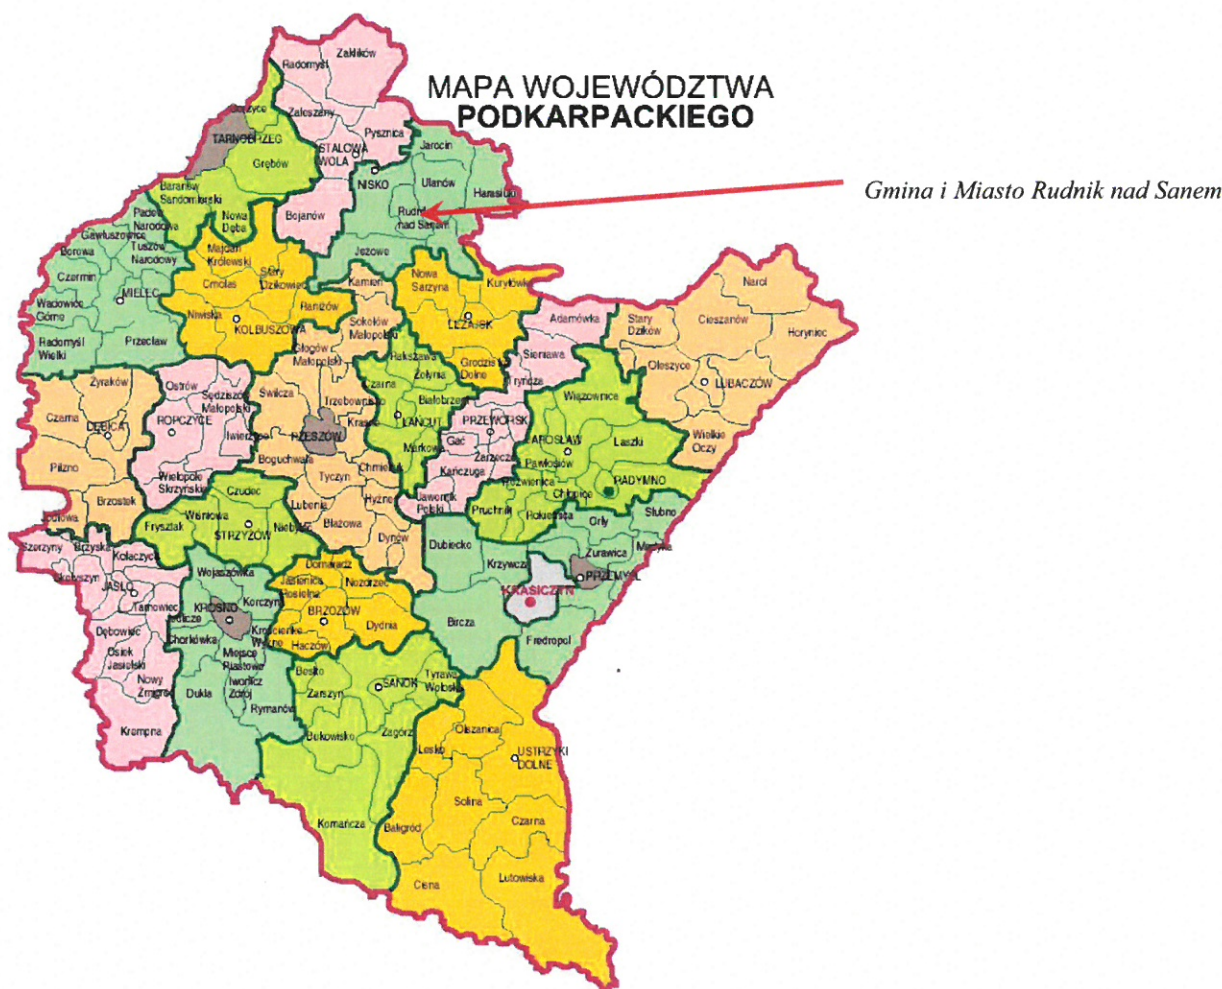 MAPA WOJEWÓDZTWA
PODKARPACKIEGO
Gmina i Miasto Rudnik nad Sanem
Zaklików
Radomyśl
Zaleszany
Pysznica
TARNOBRZEG
STALOWA
WOLA
Jarocin
Grębów
NISKO
Ulanów
Baranów
Sandomierski
Nowa
Dęba
Bojanów
nad Sanem
Jeżowe
Padew
Narodowa
Gawłuszowice
Borowa
Tuszów
Narodowy
Czermin
MIELEC
Wadowice
Górne
Radomyśl
Wielki
Przecław
Majdan
Królewski
Cmolas
Stary
Dzikowiec
Niwiska
Raniżów
KOLBUSZOWA
Kamień
Sokołów
Małopolski
Głogów
Małopolski
Nowa
Sarzyna
Kuryłówka
LEŻAJSK
Grodzisko
Dolne
Adamówka
Sieniawa
Tryńcza
Narol
Stary
Dzików
Cieszanów
Horyniec
Oleszyce
LUBACZÓW
Wielkie
Oczy
Żyraków
Czarna
DĘBICA
Pilzno
Brzostek
Jodłowa
Ostrów
Sędziszów
Małopolski
ROPCZYCE
Iwierzyce
Wielopole
Skrzyńskie
Świlcza
Trzebownisko
Krasne
RZESZÓW
Boguchwała
Tyczyn
Chmielnik
Lubenia
Hyżne
Błażowa
Dynów
Rakszawa
Żołynia
Czarna
Białobrzegi
ŁAŃCUT
Markowa
PRZEWORSK
Gać
Zarzecze
Kańczuga
Jawornik
Polski
Wiązownica
JAROSŁAW
Laszki
Pawłosiów
Roźwienica
Chłopice
RADYMNO
Pruchnik
Rokietnica
Czudec
Wiśniowa
Frysztak
STRZYŻÓW
Niebylec
Szerzyny
Brzyska
Kołaczyce
Skołyszyn
JASŁO
Tarnowiec
Dębowiec
Osiek
Jasielski
Nowy
Żmigród
Krempna
Wojaszówka
KROSNO
Korczyna
Jedlicze
Chorkówka
Krościenko
Wyżne
Miejsce
Piastowe
Iwonicz
Zdrój
Dukla
Rymanów
Domaradz
Jasienica
Rosielna
Nozdrzec
BRZOZÓW
Haczów
Dydnia
Dubiecko
Krzywcza
Orły
Stubno
Żurawica
Medyka
PRZEMYŚL
KRASICZYN
Bircza
Fredropol
Besko
Zarszyn
SANOK
Tyrawa
Wołoska
Bukowisko
Zagórz
Komańcza
Olszanica
Lesko
USTRZYKI
DOLNE
Solina
Czarna
Baligród
Cisna
Lutowiska